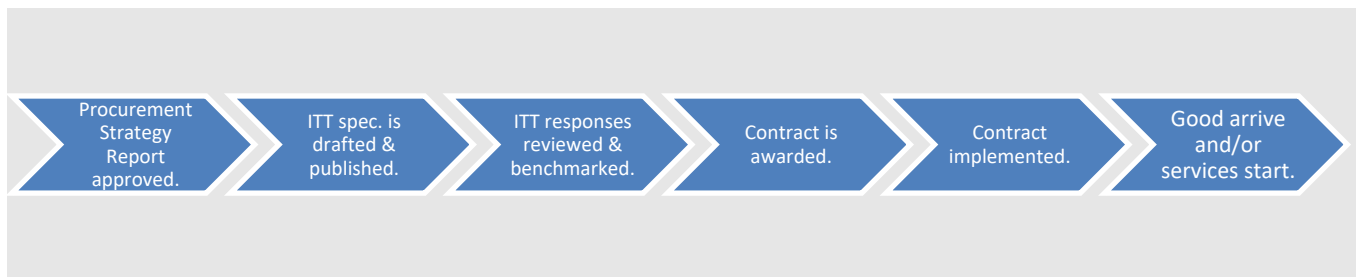 Procurement
Strategy
Report
approved.
ITT spec. is
drafted &
published.
ITT responses
reviewed &
benchmarked.
Contract is
awarded.
Contract
implemented.
Good arrive
and/or
services start.